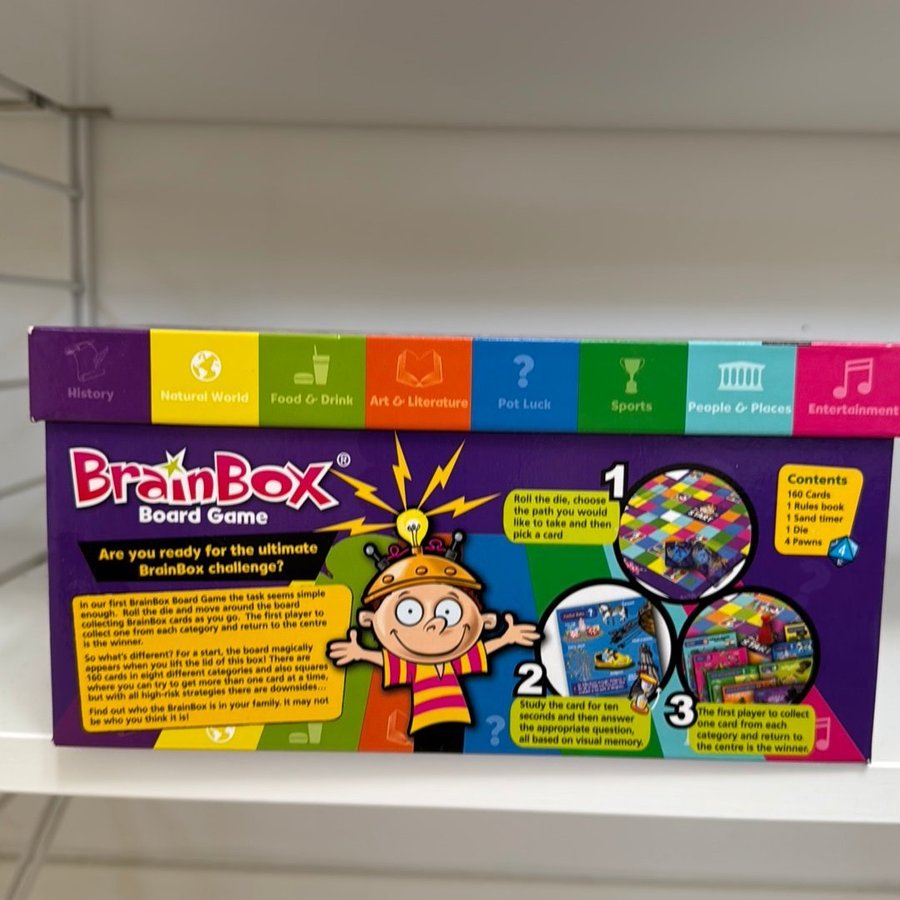 History
Natural World
Food & Drink
Art & Literature
?
Pot Luck
Sports
People & Places
Entertainment
BrainBox®
Board Game
Are you ready for the ultimate
BrainBox challenge?
In our first BrainBox Board Game the task seems simple
enough. Roll the die and move around the board
collecting BrainBox cards as you go. The first player to
collect one from each category and return to the centre
is the winner.
So what's different? For a start, the board magically
appears when you lift the lid of this box! There are
160 cards in eight different categories and also squares
where you can try to get more than one card at a time,
but with all high-risk strategies there are downsides...
Find out who the BrainBox is in your family. It may not
be who you think it is!
1
Roll the die, choose
the path you would
like to take and then
pick a card
START
Contents
160 Cards
1 Rules book
1 Sand timer
1 Die
4 Pawns
4
2
Study the card for ten
seconds and then answer
the appropriate question,
all based on visual memory.
START
3
The first player to collect
one card from each
category and return to
the centre is the winner.
?